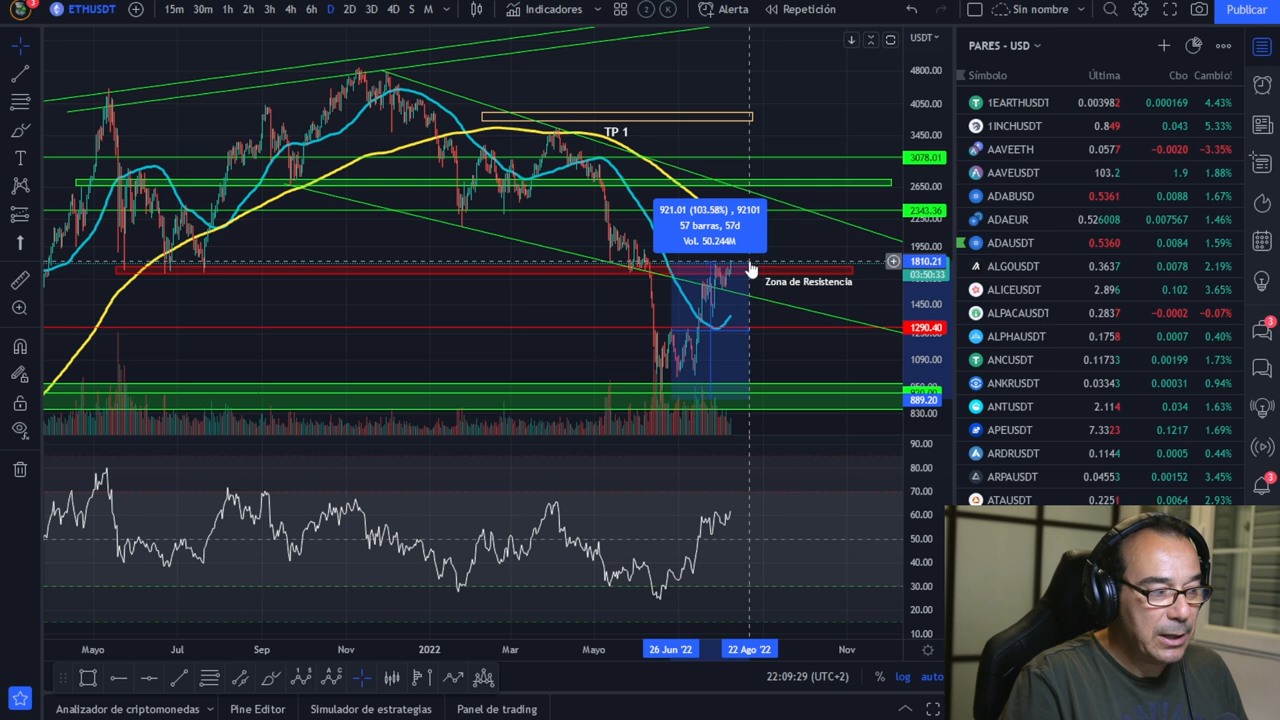 3
ETHUSDT
15m 30m 1h 2h 3h 4h 6h D 2D 3D 4D S M
Indicadores
2
K
Alerta
Repetición
Sin nombre
Publicar
USDT
4800.00
4050.00
3450.00
3078.01
2650.00
2343.36
1950.00
1810.21
03:50:33
1450.00
1290.40
1090.00
889.20
830.00
TP 1
921.01 (103.58%) , 92101
57 barras, 57d
Vol. 50.244M
Zona de Resistencia
90.00
80.00
70.00
60.00
50.00
40.00
30.00
20.00
10.00
Mayo Jul Sep Nov 2022 Mar Mayo 26 Jun '22 22 Ago '22 Nov
22:09:29 (UTC+2)
% log auto
Analizador de criptomonedas
Pine Editor
Simulador de estrategias
Panel de trading
PARES - USD
Símbolo Última Cbo Cambio!
1EARTHUSDT 0.003982 0.000169 4.43%
1INCHUSDT 0.849 0.043 5.33%
AAVEETH 0.0577 -0.0020 -3.35%
AAVEUSDT 103.2 1.9 1.88%
ADABUSD 0.5361 0.0088 1.67%
ADAEUR 0.526008 0.007567 1.46%
ADAUSDT 0.5360 0.0084 1.59%
ALGOUSDT 0.3637 0.0078 2.19%
ALICEUSDT 2.896 0.102 3.65%
ALPACAUSDT 0.2837 -0.0002 -0.07%
ALPHAUSDT 0.1758 0.0007 0.40%
ANCUSDT 0.11733 0.00199 1.73%
ANKRUSDT 0.03343 0.00031 0.94%
ANTUSDT 2.114 0.034 1.63%
APEUSDT 7.3323 0.1217 1.69%
ARDRUSDT 0.1144 0.0005 0.44%
ARPAUSDT 0.04553 0.00152 3.45%
ATAUSDT 0.2251 0.0064 2.93%
3
3